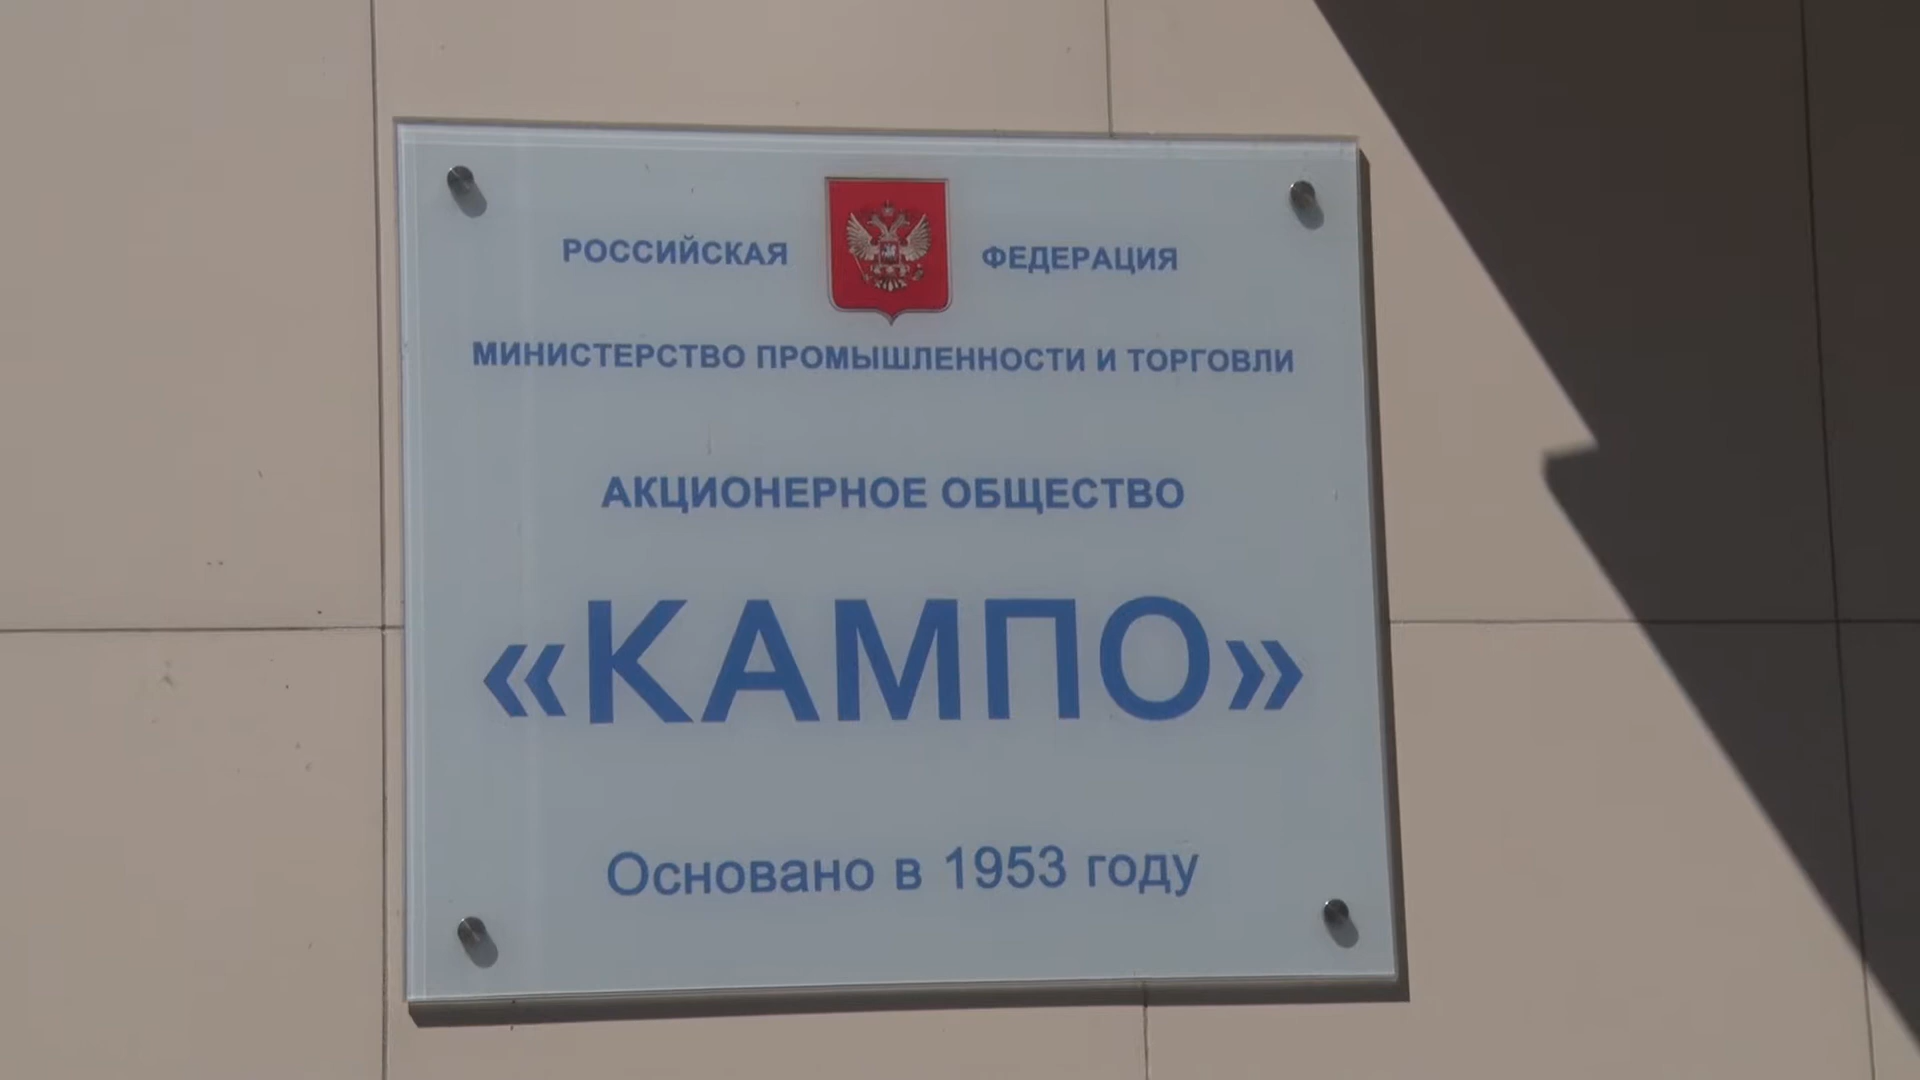 РОССИЙСКАЯ ФЕДЕРАЦИЯ
МИНИСТЕРСТВО ПРОМЫШЛЕННОСТИ И ТОРГОВЛИ
АКЦИОНЕРНОЕ ОБЩЕСТВО
«КАМПО»
Основано в 1953 году